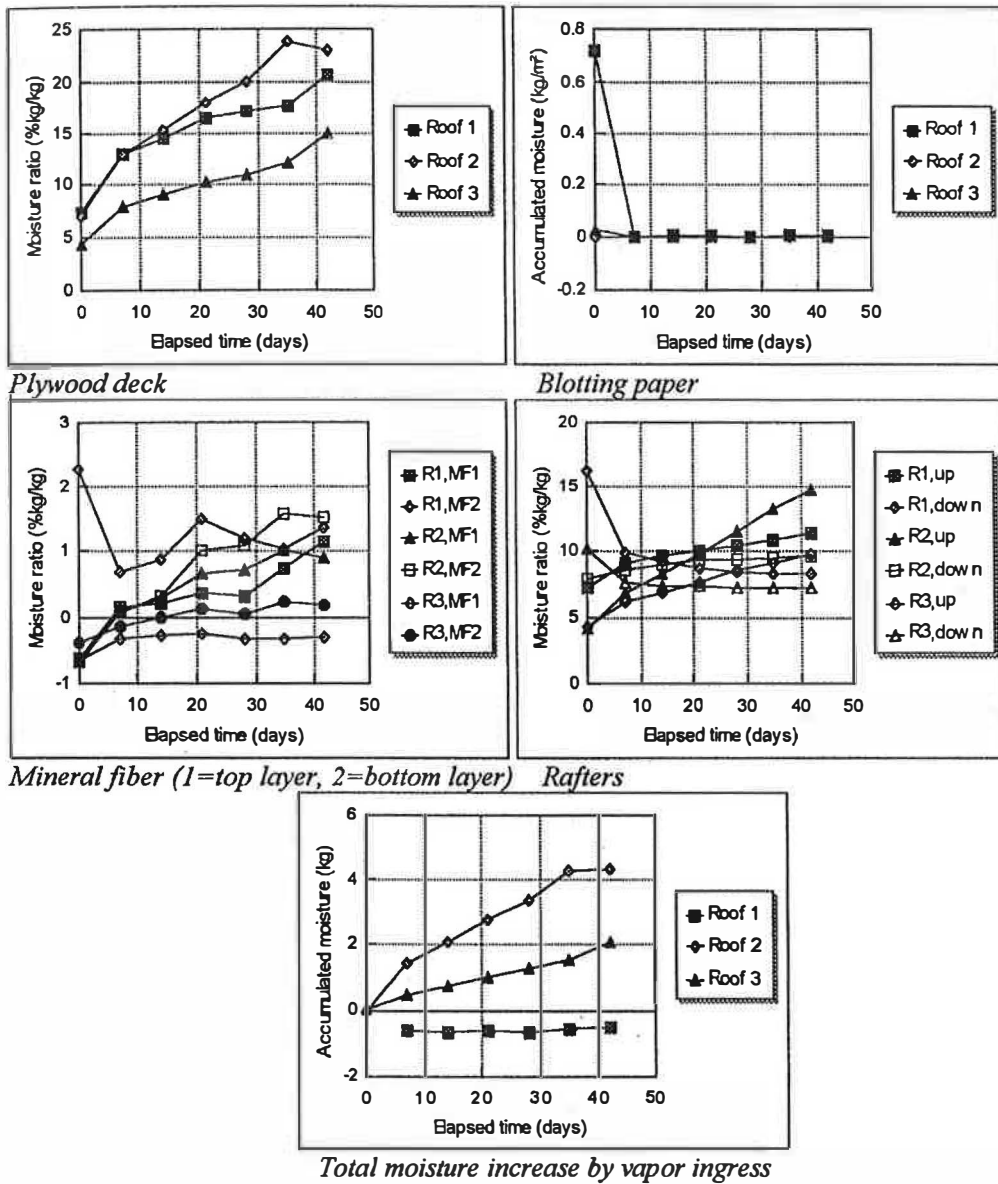 25
20
15
10
5
0
Moisture ratio (%kg/kg)
0 10 20 30 40 50
Elapsed time (days)
Roof 1
Roof 2
Roof 3
Plywood deck
0.8
0.6
0.4
0.2
0
-0.2
Accumulated moisture (kg/m²)
0 10 20 30 40 50
Elapsed time (days)
Roof 1
Roof 2
Roof 3
Blotting paper
3
2
1
0
-1
Moisture ratio (%kg/kg)
0 10 20 30 40 50
Elapsed time (days)
R1,MF1
R1,MF2
R2,MF1
R2,MF2
R3,MF1
R3,MF2
Mineral fiber (1=top layer, 2=bottom layer)
20
15
10
5
0
Moisture ratio (%kg/kg)
0 10 20 30 40 50
Elapsed time (days)
R1,up
R1,down
R2,up
R2,down
R3,up
R3,down
Rafters
6
4
2
0
-2
Accumulated moisture (kg)
0 10 20 30 40 50
Elapsed time (days)
Roof 1
Roof 2
Roof 3
Total moisture increase by vapor ingress